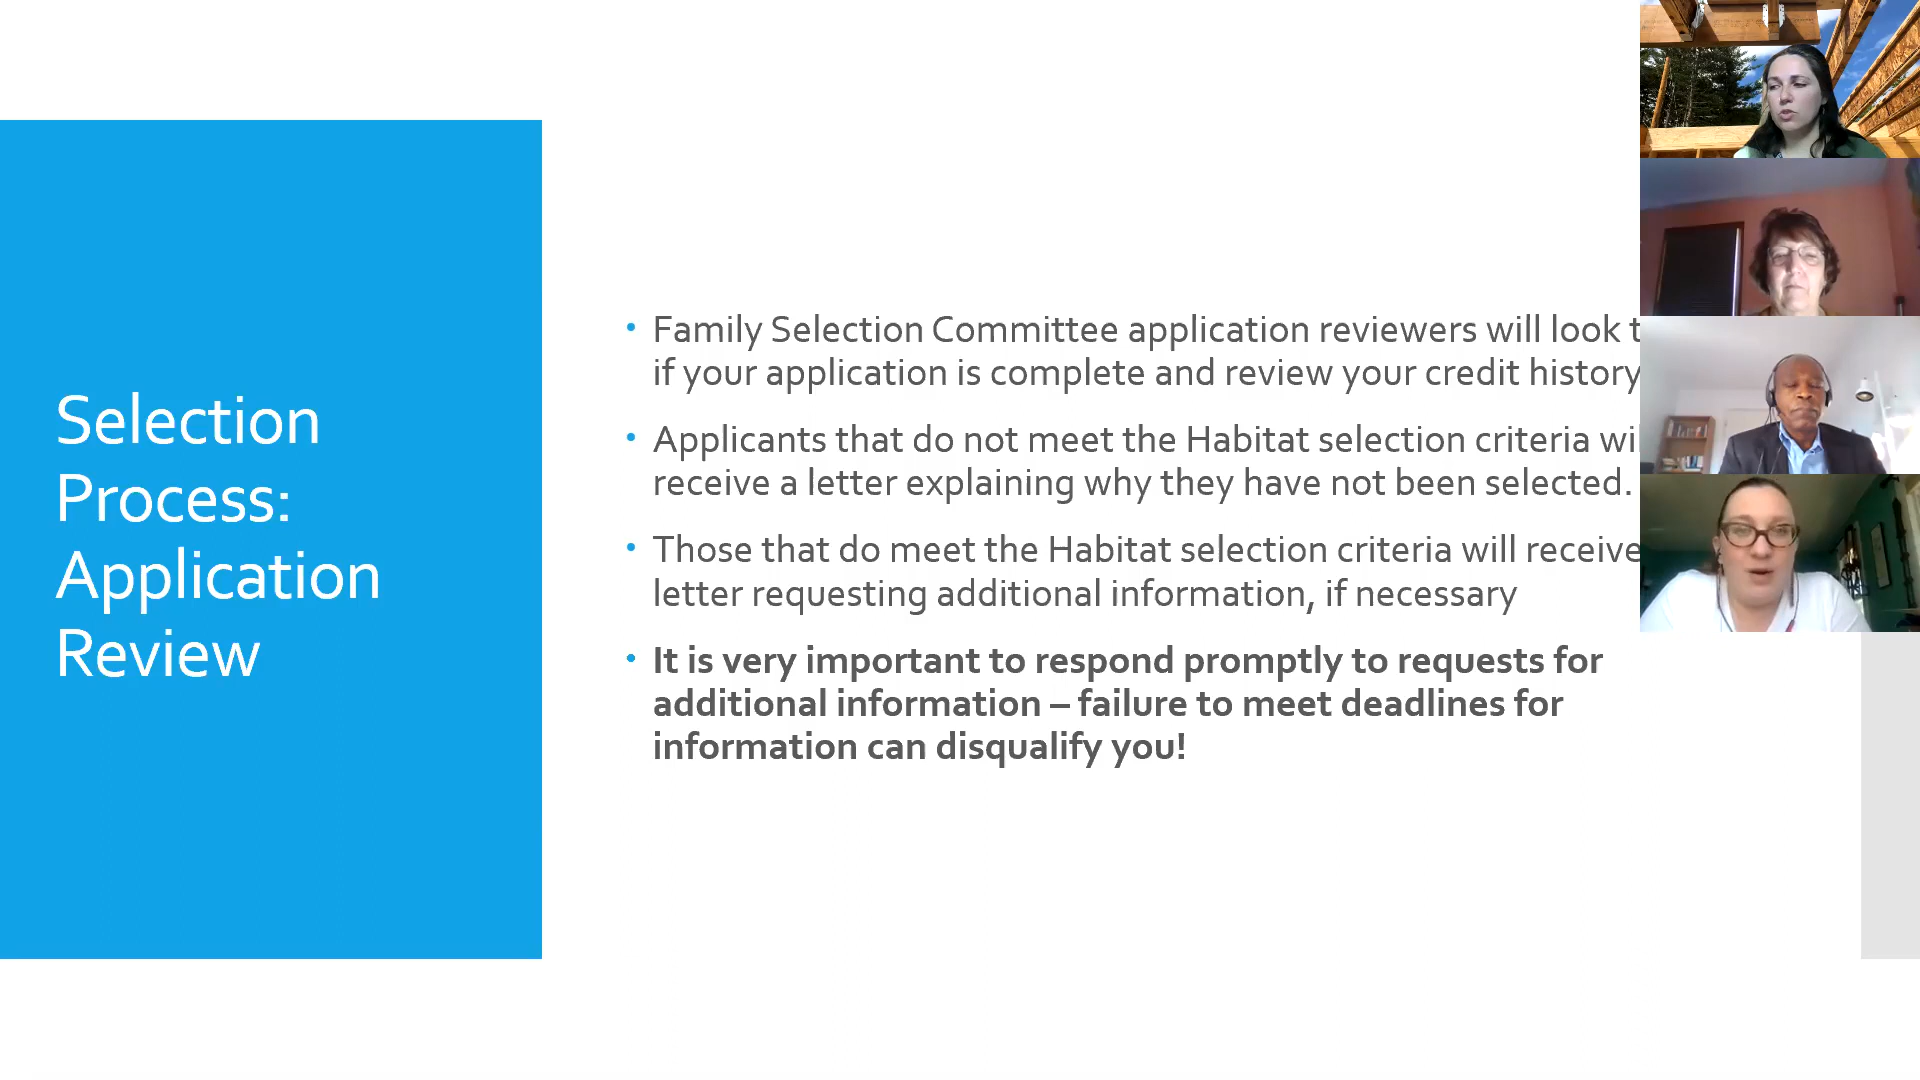 Selection
Process:
Application
Review
• Family Selection Committee application reviewers will look
if your application is complete and review your credit history
• Applicants that do not meet the Habitat selection criteria
receive a letter explaining why they have not been selected.
• Those that do meet the Habitat selection criteria will receive
letter requesting additional information, if necessary
• It is very important to respond promptly to requests for
additional information – failure to meet deadlines for
information can disqualify you!